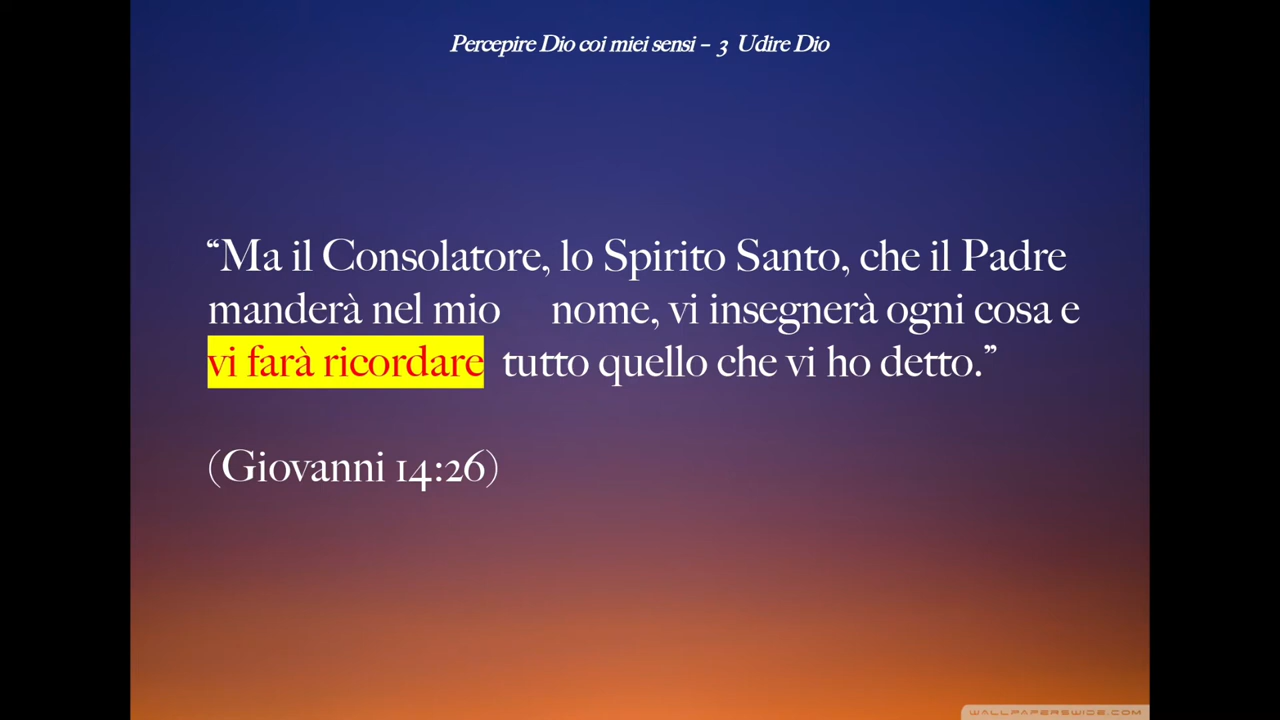 Percepire Dio coi miei sensi – 3 Udire Dio
“Ma il Consolatore, lo Spirito Santo, che il Padre
manderà nel mio nome, vi insegnerà ogni cosa e
vi farà ricordare tutto quello che vi ho detto.”
(Giovanni 14:26)
WALLPAPERSWIDE.COM